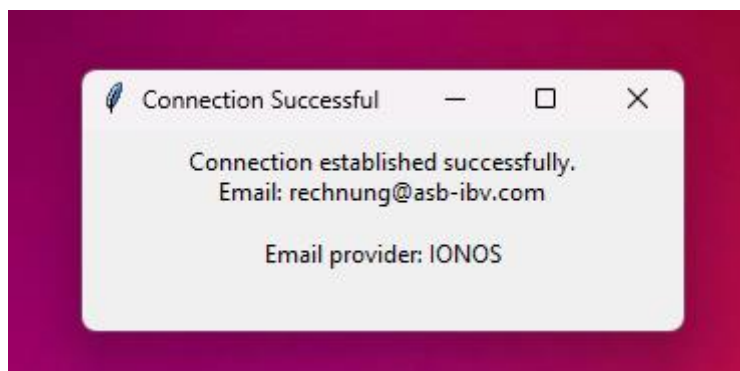 Connection Successful
Connection established successfully.
Email: rechnung@asb-ibv.com
Email provider: IONOS